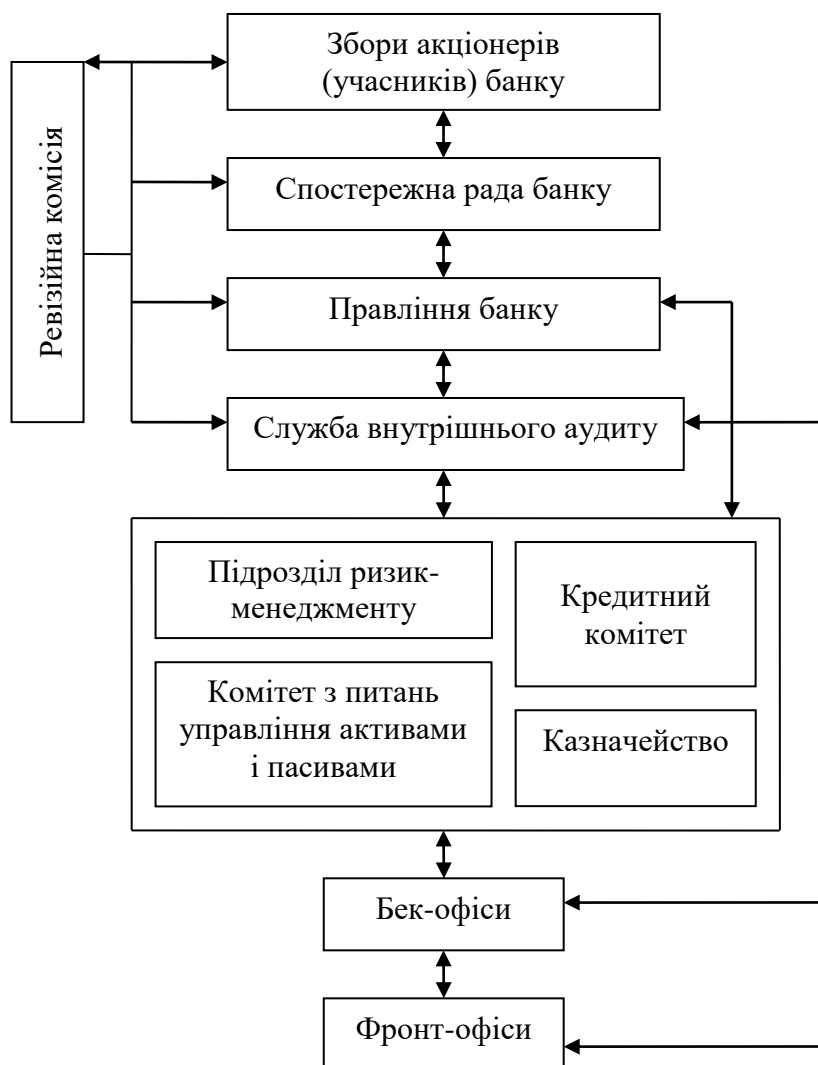 Збори акціонерів
(учасників) банку
Ревізійна комісія
Спостережна рада банку
Правління банку
Служба внутрішнього аудиту
Підрозділ ризик-
менеджменту
Кредитний
комітет
Комітет з питань
управління активами
і пасивами
Казначейство
Бек-офіси
Фронт-офіси